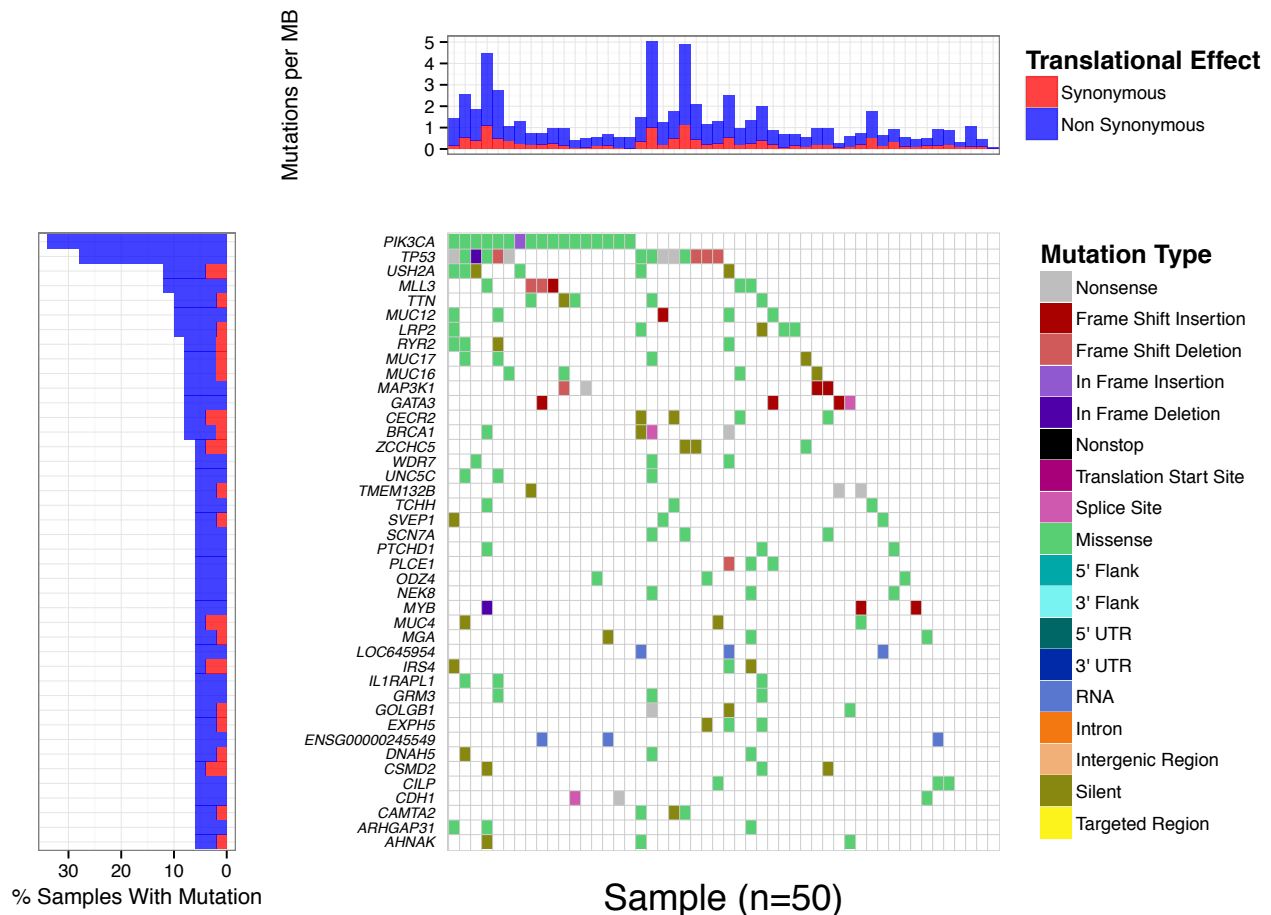 Mutations per MB
5
4
3
2
1
0
Translational Effect
Synonymous
Non Synonymous
PIK3CA
TP53
USH2A
MLL3
TTN
MUC12
LRP2
RYR2
MUC17
MUC16
MAP3K1
GATA3
CECR2
BRCA1
ZCCHC5
WDR7
UNC5C
TMEM132B
TCHH
SVEP1
SCN7A
PTCHD1
PLCE1
ODZ4
NEK8
MYB
MUC4
MGA
LOC645954
IRS4
IL1RAPL1
GRM3
GOLGB1
EXPH5
ENSG00000245549
DNAH5
CSMD2
CILP
CDH1
CAMTA2
ARHGAP31
AHNAK
Mutation Type
Nonsense
Frame Shift Insertion
Frame Shift Deletion
In Frame Insertion
In Frame Deletion
Nonstop
Translation Start Site
Splice Site
Missense
5' Flank
3' Flank
5' UTR
3' UTR
RNA
Intron
Intergenic Region
Silent
Targeted Region
30 20 10 0
% Samples With Mutation
Sample (n=50)